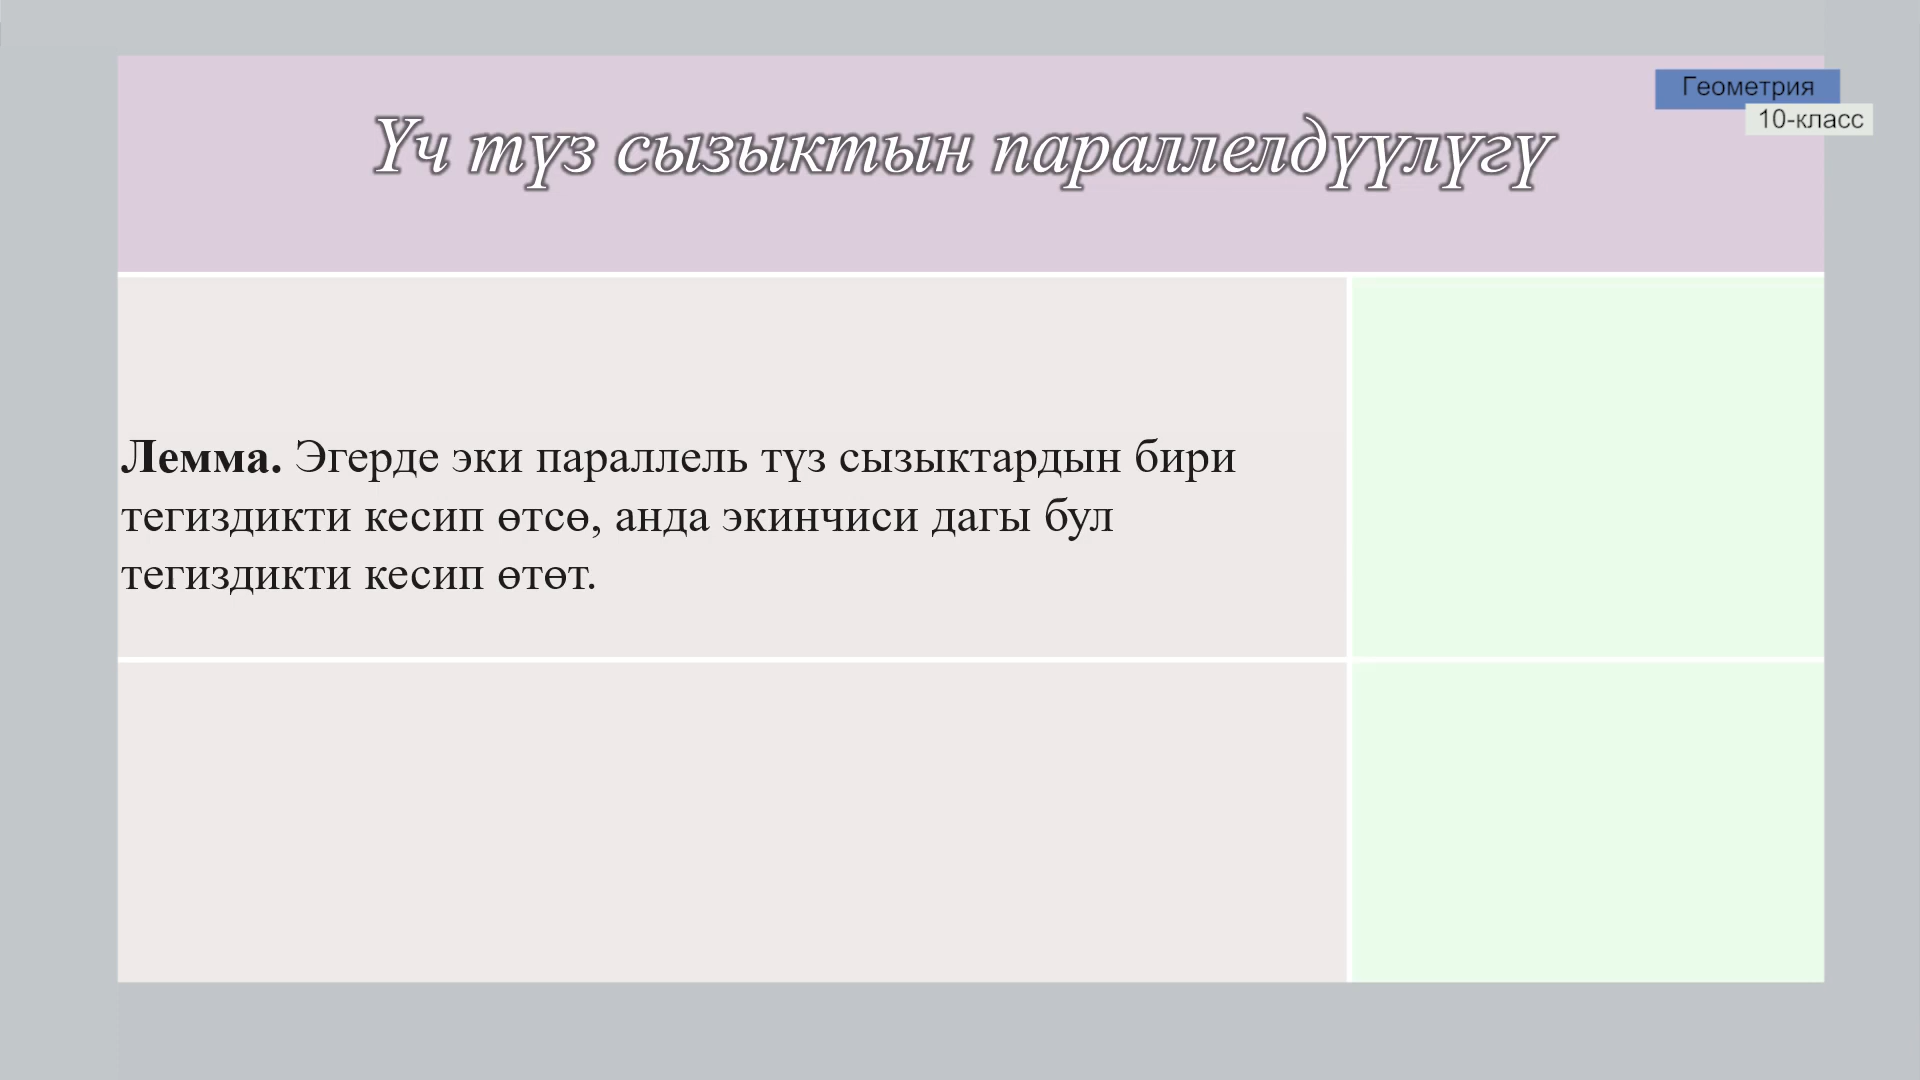 Геометрия
10-класс
Үч түз сызыктын параллелдүүлүгү
Лемма. Эгерде эки параллель түз сызыктардын бири
тегиздикти кесип өтсө, анда экинчиси дагы бул
тегиздикти кесип өтөт.